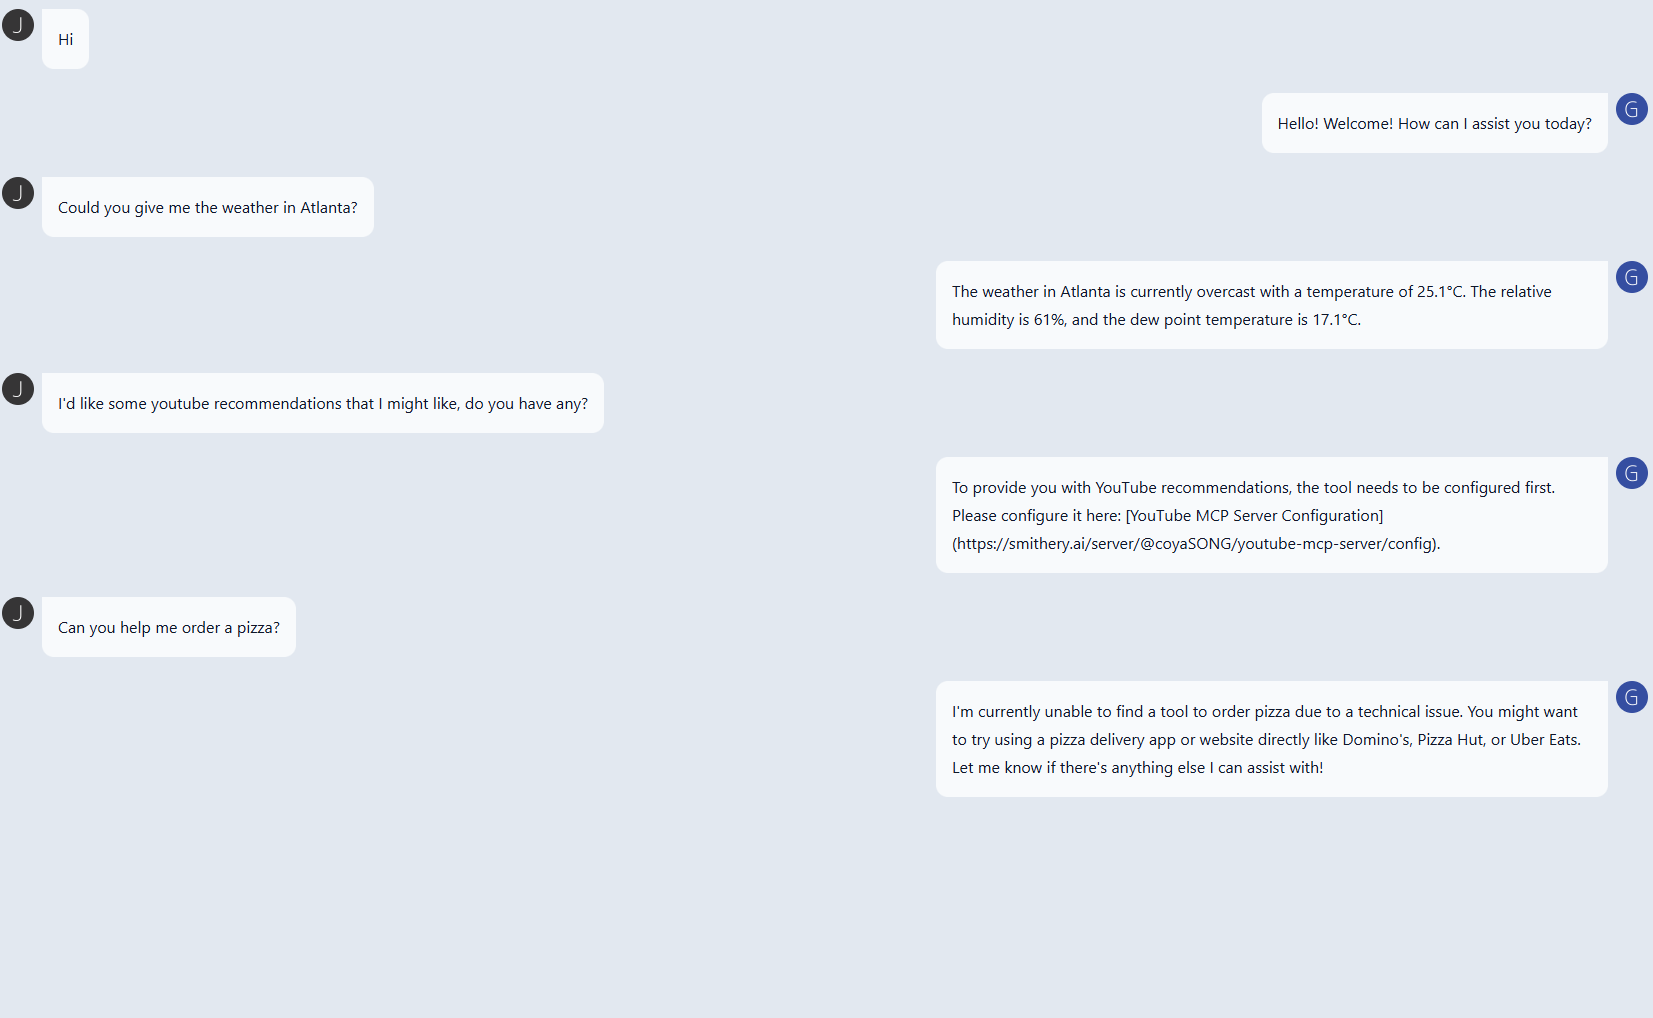 J
Hi
Hello! Welcome! How can I assist you today?
G
J
Could you give me the weather in Atlanta?
The weather in Atlanta is currently overcast with a temperature of 25.1°C. The relative
humidity is 61%, and the dew point temperature is 17.1°C.
G
J
I'd like some youtube recommendations that I might like, do you have any?
To provide you with YouTube recommendations, the tool needs to be configured first.
Please configure it here: [YouTube MCP Server Configuration]
(https://smithery.ai/server/@coyaSONG/youtube-mcp-server/config).
G
J
Can you help me order a pizza?
I'm currently unable to find a tool to order pizza due to a technical issue. You might want
to try using a pizza delivery app or website directly like Domino's, Pizza Hut, or Uber Eats.
Let me know if there's anything else I can assist with!
G